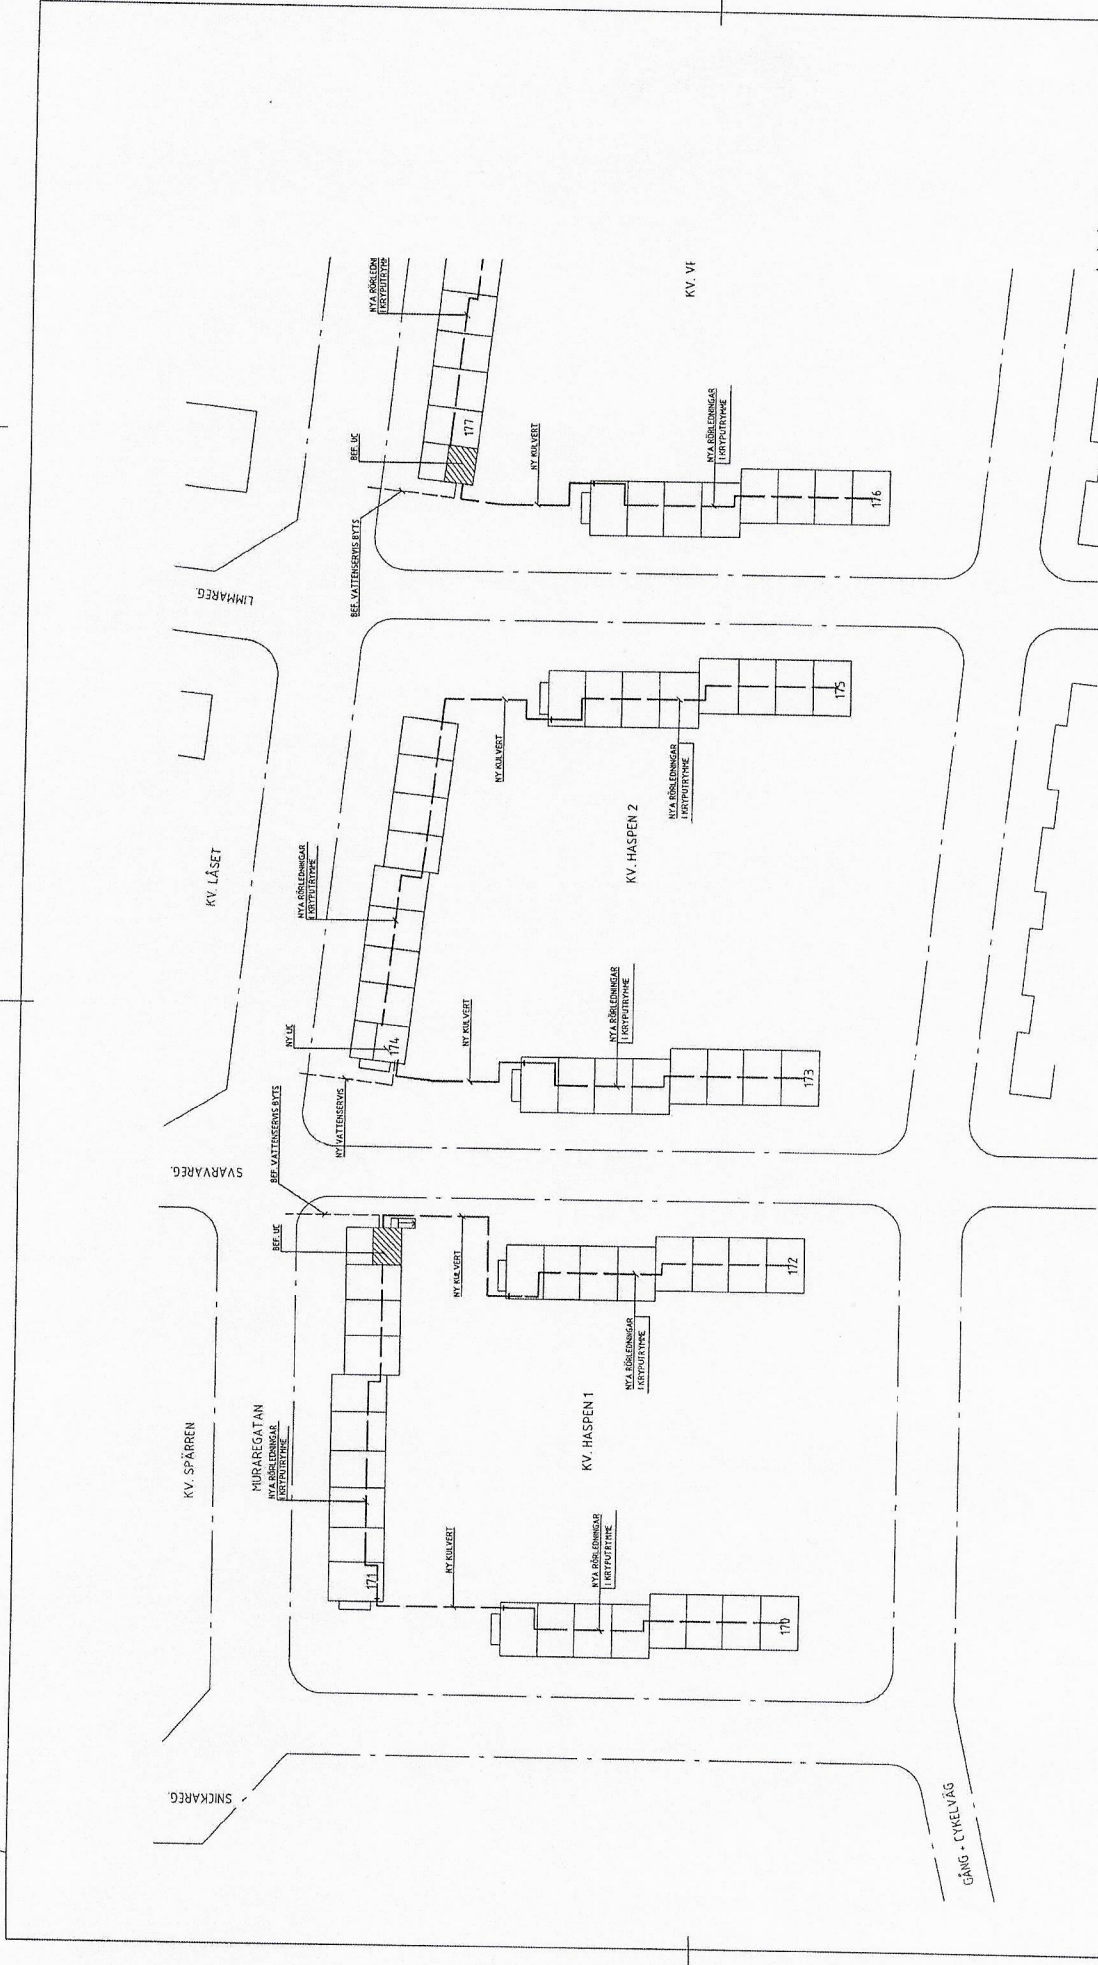 NYA RÖRLEDNI
I KRYPUTRYMM
KV. VE
BEF. UC
177
NY KULVERT
NYA RÖRLEDNINGAR
I KRYPUTRYMME
176
BEF. VATTENSERVIS BYTS
LIMMAREG.
NY KULVERT
175
NYA RÖRLEDNINGAR
I KRYPUTRYMME
KV. HASPEN 2
KV. LÅSET
NYA RÖRLEDNINGAR
I KRYPUTRYMME
NY UC
174
NY KULVERT
NYA RÖRLEDNINGAR
I KRYPUTRYMME
173
NY VATTENSERVIS
BEF. VATTENSERVIS BYTS
SVARVAREG.
BEF. UC
NY KULVERT
172
NYA RÖRLEDNINGAR
I KRYPUTRYMME
KV. HASPEN 1
KV. SPÄRREN
MURAREGATAN
NYA RÖRLEDNINGAR
I KRYPUTRYMME
171
NY KULVERT
NYA RÖRLEDNINGAR
I KRYPUTRYMME
170
SNICKAREG.
GÅNG + CYKELVÄG